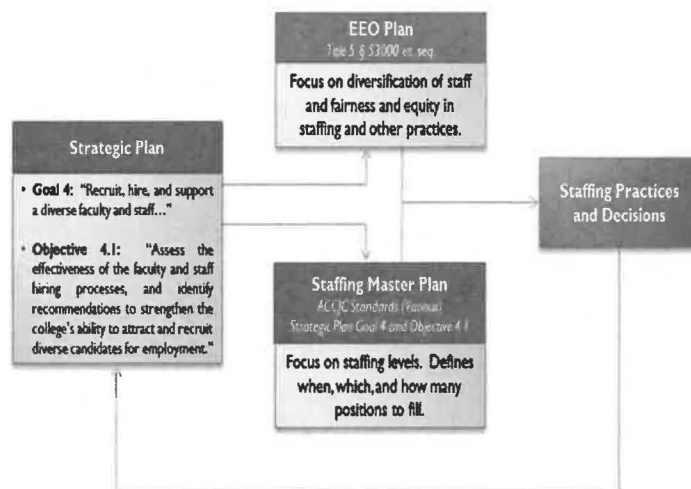 EEO Plan
Title 5 § 53000 et. seq.
Focus on diversification of staff
and fairness and equity in
staffing and other practices.
Strategic Plan
• Goal 4: "Recruit, hire, and support
a diverse faculty and staff..."
• Objective 4.1: "Assess the
effectiveness of the faculty and staff
hiring processes, and identify
recommendations to strengthen the
college's ability to attract and recruit
diverse candidates for employment."
Staffing Practices
and Decisions
Staffing Master Plan
ACCJC Standards (Various)
Strategic Plan Goal 4 and Objective 4.1
Focus on staffing levels. Defines
when, which, and how many
positions to fill.